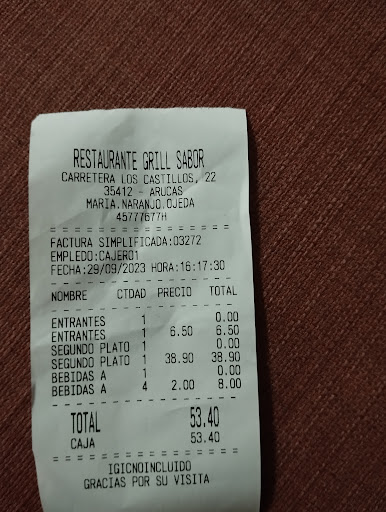 RESTAURANTE GRILL SABOR
CARRETERA LOS CASTILLOS, 22
35412 - ARUCAS
MARIA.NARANJO.OJEDA
45777677H
FACTURA SIMPLIFICADA:03272
EMPLEDO:CAJERO1
FECHA:29/09/2023 HORA:16:17:30
NOMBRE CTDAD PRECIO TOTAL
ENTRANTES 1 0.00
ENTRANTES 1 6.50 6.50
SEGUNDO PLATO 1 0.00
SEGUNDO PLATO 1 38.90 38.90
BEBIDAS A 1 0.00
BEBIDAS A 4 2.00 8.00
TOTAL 53.40
CAJA 53.40
IGICNOINCLUIDO
GRACIAS POR SU VISITA